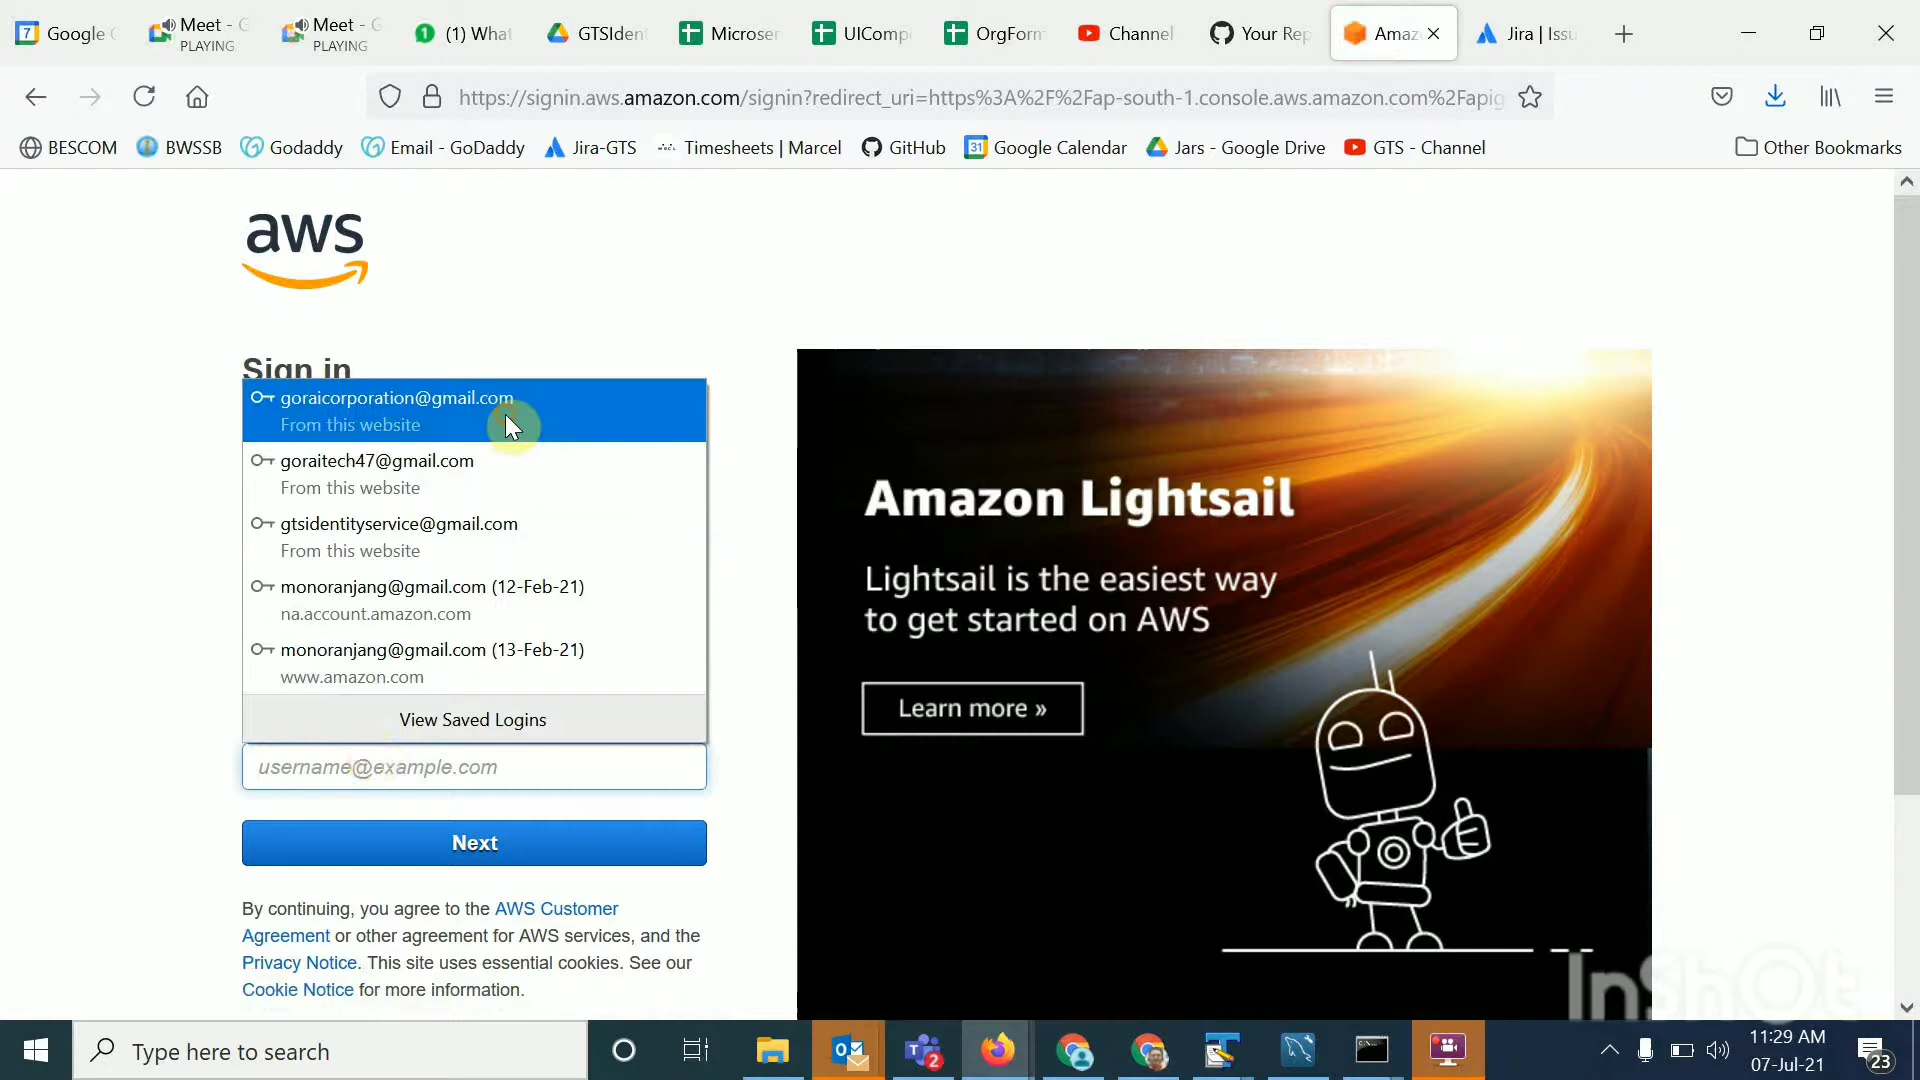 Google
Meet - G
PLAYING
Meet - G
PLAYING
(1) What
GTSIdent
Microser
UICompo
OrgForm
Channel
Your Rep
Amaz
Jira | Issu
https://signin.aws.amazon.com/signin?redirect_uri=https%3A%2F%2Fap-south-1.console.aws.amazon.com%2Fapig
BESCOM
BWSSB
Godaddy
Email - GoDaddy
Jira-GTS
Timesheets | Marcel
GitHub
31
Google Calendar
Jars - Google Drive
GTS - Channel
Other Bookmarks
aws
Sign in
goraicorporation@gmail.com
From this website
goraitech47@gmail.com
From this website
gtsidentityservice@gmail.com
From this website
monoranjang@gmail.com (12-Feb-21)
na.account.amazon.com
monoranjang@gmail.com (13-Feb-21)
www.amazon.com
View Saved Logins
username@example.com
Next
By continuing, you agree to the AWS Customer
Agreement or other agreement for AWS services, and the
Privacy Notice. This site uses essential cookies. See our
Cookie Notice for more information.
Amazon Lightsail
Lightsail is the easiest way
to get started on AWS
Learn more »
InShOt
Type here to search
2
11:29 AM
07-Jul-21
23